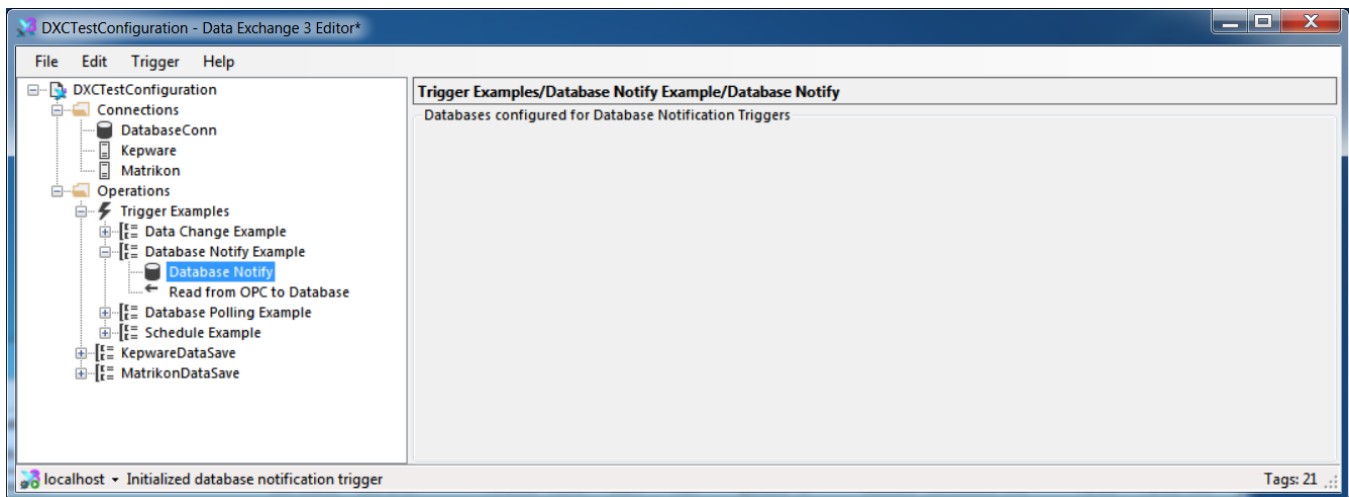 DXCTestConfiguration - Data Exchange 3 Editor*
File Edit Trigger Help
DXCTestConfiguration
Connections
DatabaseConn
Kepware
Matrikon
Operations
Trigger Examples
Data Change Example
Database Notify Example
Database Notify
Read from OPC to Database
Database Polling Example
Schedule Example
KepwareDataSave
MatrikonDataSave
Trigger Examples/Database Notify Example/Database Notify
Databases configured for Database Notification Triggers
localhost Initialized database notification trigger
Tags: 21